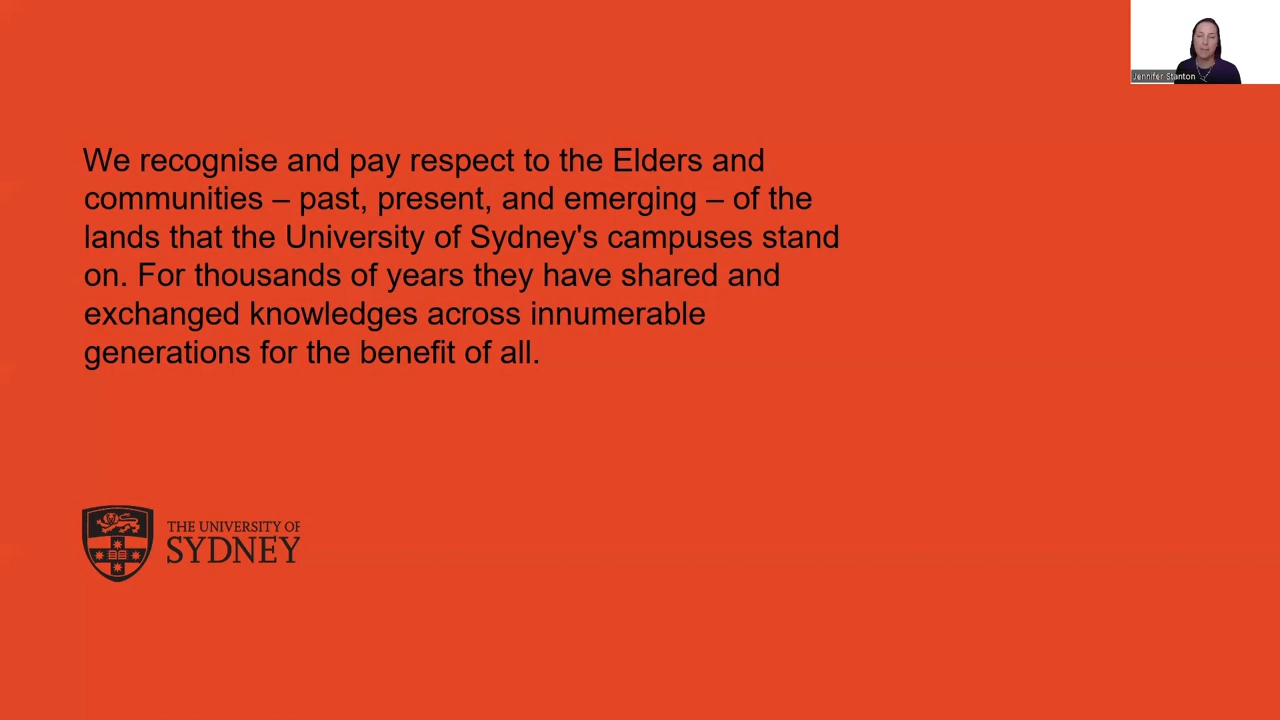 Jennifer Stanton
We recognise and pay respect to the Elders and
communities – past, present, and emerging – of the
lands that the University of Sydney's campuses stand
on. For thousands of years they have shared and
exchanged knowledges across innumerable
generations for the benefit of all.
THE UNIVERSITY OF
SYDNEY